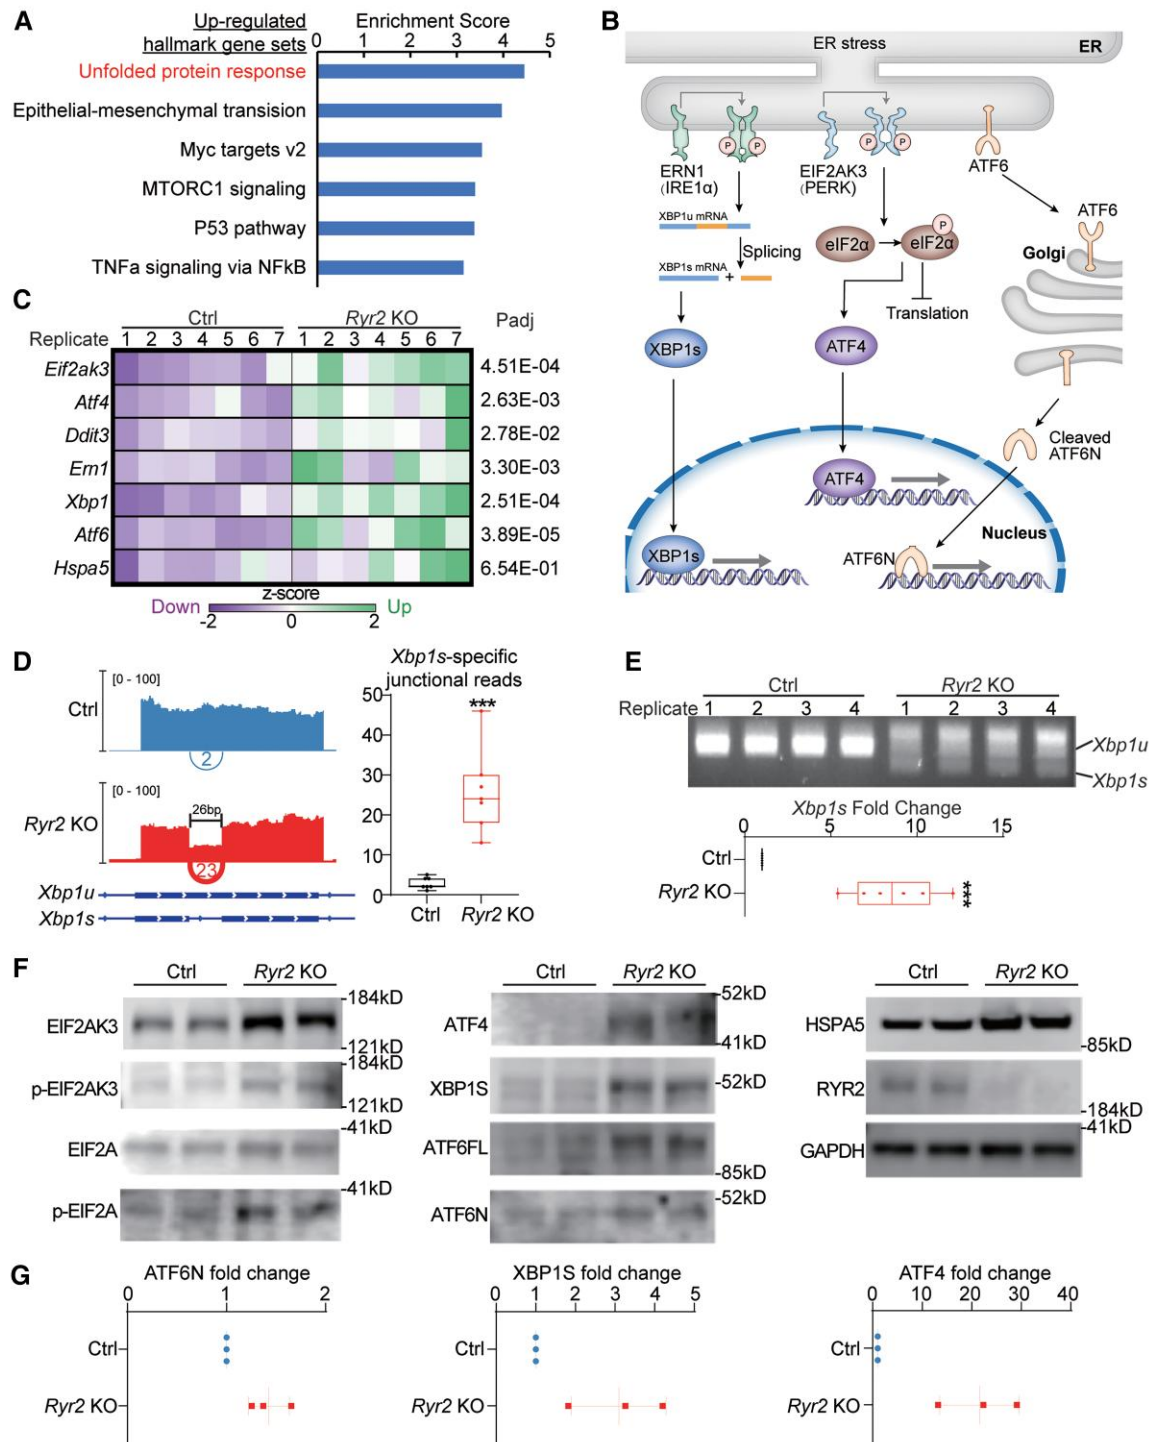 A
Up-regulated
hallmark gene sets
Enrichment Score
0 1 2 3 4 5
Unfolded protein response
Epithelial-mesenchymal transision
Myc targets v2
MTORC1 signaling
P53 pathway
TNFa signaling via NFkB
B
ER stress
ER
P P P P
ERN1
(IRE1α)
EIF2AK3
(PERK)
ATF6
XBP1u mRNA
Splicing
XBP1s mRNA
+
eIF2α
eIF2α
P
Translation
ATF6
Golgi
XBP1s
ATF4
Cleaved
ATF6N
ATF4
Nucleus
XBP1s
ATF6N
C
Ctrl Ryr2 KO Padj
Replicate 1 2 3 4 5 6 7 1 2 3 4 5 6 7
Eif2ak3 4.51E-04
Atf4 2.63E-03
Ddit3 2.78E-02
Ern1 3.30E-03
Xbp1 2.51E-04
Atf6 3.89E-05
Hspa5 6.54E-01
z-score
Down Up
-2 0 2
D
[0 - 100]
Ctrl
2
[0 - 100]
26bp
Ryr2 KO
23
Xbp1u
Xbp1s
Xbp1s-specific
junctional reads
***
50
40
30
20
10
0
Ctrl Ryr2 KO
E
Ctrl Ryr2 KO
Replicate 1 2 3 4 1 2 3 4
Xbp1u
Xbp1s
Xbp1s Fold Change
0 5 10 15
Ctrl
Ryr2 KO
***
F
Ctrl Ryr2 KO
-184kD
EIF2AK3
-121kD
-184kD
p-EIF2AK3
-121kD
-41kD
EIF2A
-41kD
p-EIF2A
Ctrl Ryr2 KO
-52kD
ATF4
-41kD
XBP1S
-52kD
ATF6FL
-85kD
-52kD
ATF6N
Ctrl Ryr2 KO
HSPA5
-85kD
RYR2
-184kD
-41kD
GAPDH
G
ATF6N fold change
0 1 2
Ctrl
Ryr2 KO
XBP1S fold change
0 1 2 3 4 5
Ctrl
Ryr2 KO
ATF4 fold change
0 10 20 30 40
Ctrl
Ryr2 KO